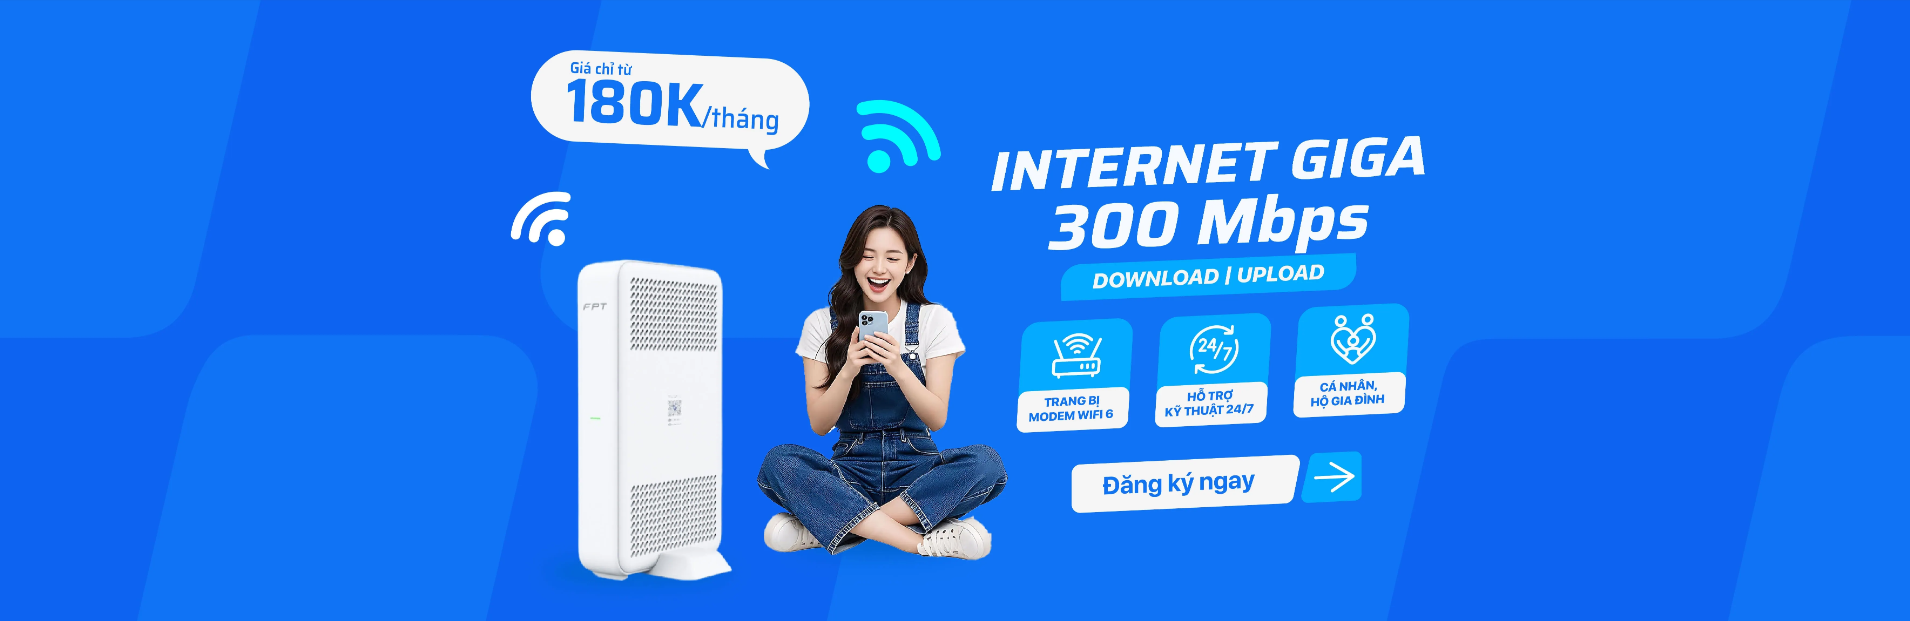 Giá chỉ từ
180K/tháng
INTERNET GIGA
300 Mbps
DOWNLOAD | UPLOAD
FPT
24/7
TRANG BỊ
MODEM WIFI 6
HỖ TRỢ
KỸ THUẬT 24/7
CÁ NHÂN,
HỘ GIA ĐÌNH
Đăng ký ngay